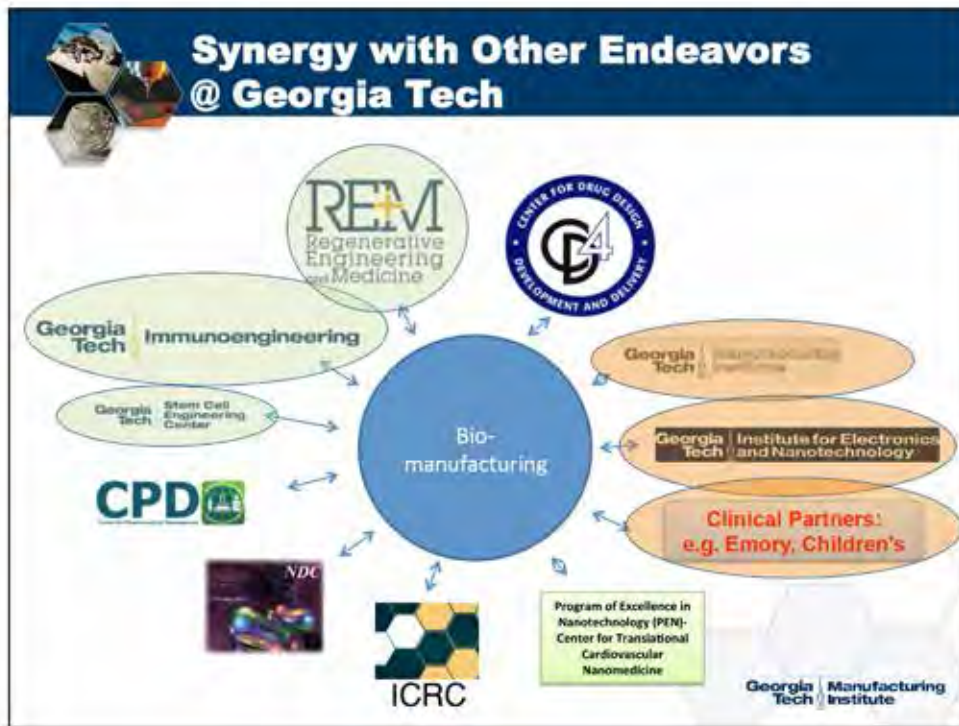 Synergy with Other Endeavors
@ Georgia Tech
REM
Regenerative
Engineering
and Medicine
CENTER FOR DRUG DESIGN
CD4
DEVELOPMENT AND DELIVERY
Georgia
Tech
Immunoengineering
Georgia
Tech
Georgia
Tech
Stem Cell
Engineering
Center
Bio-
manufacturing
Georgia
Tech
Institute for Electronics
and Nanotechnology
CPD
Clinical Partners:
e.g. Emory, Children's
NDC
ICRC
Program of Excellence in
Nanotechnology (PEN)-
Center for Translational
Cardiovascular
Nanomedicine
Georgia
Tech
Manufacturing
Institute